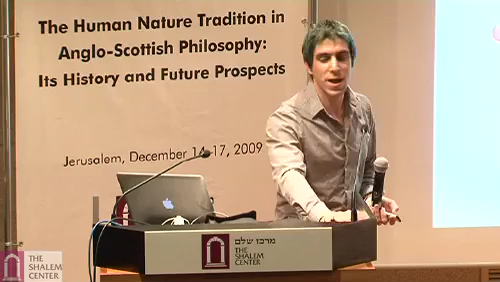 The Human Nature Tradition in
Anglo-Scottish Philosophy:
Its History and Future Prospects
Jerusalem, December 14-17, 2009
מרכז שלם
THE
SHALEM
CENTER
THE
SHALEM
CENTER